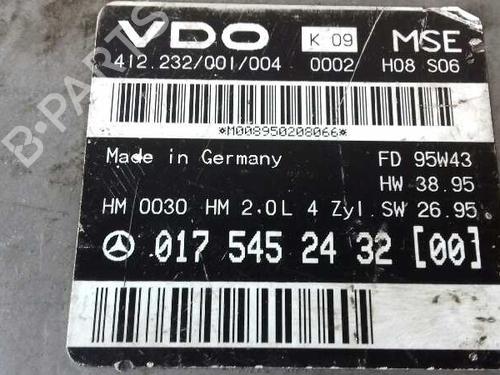 VDO K 09 MSE
412.232/001/004 0002 H08 S06
*M008950208066*
Made in Germany FD 95W43
HW 38.95
HM 0030 HM 2.0L 4 Zyl. SW 26.95
017 545 24 32 [00]
B-PARTS